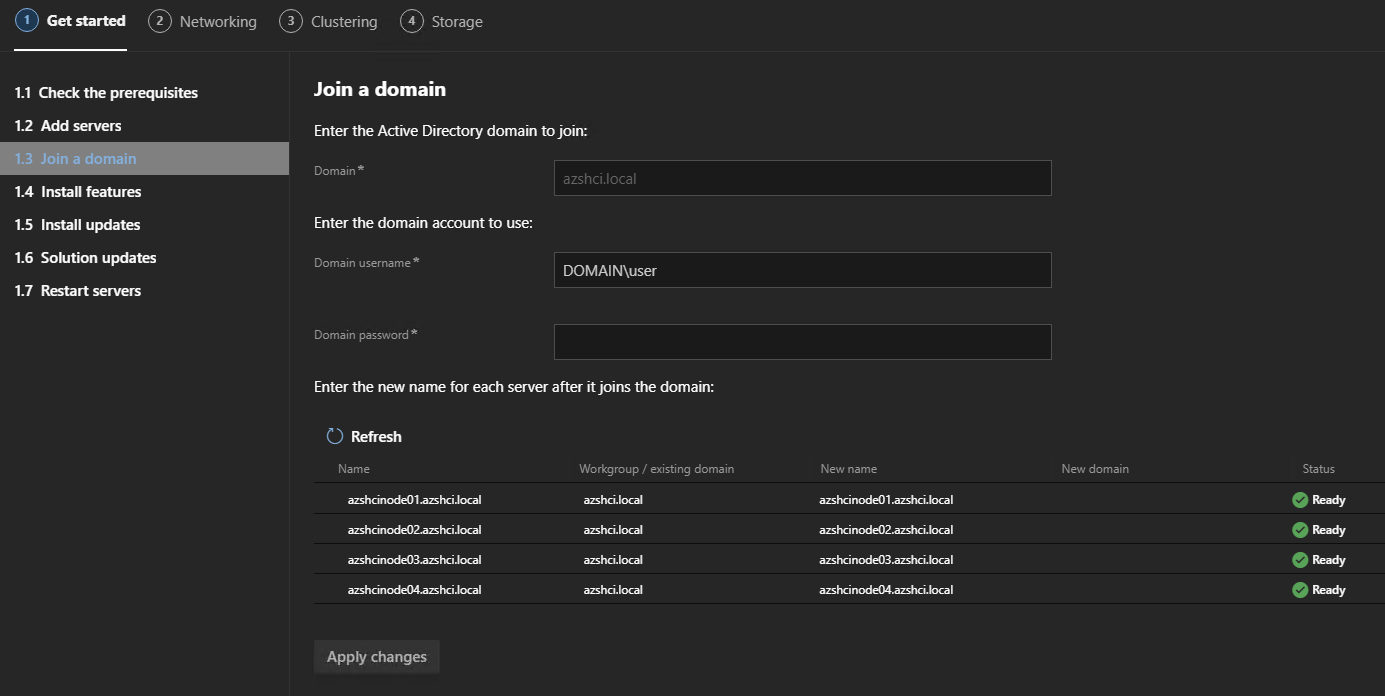 1 Get started 2 Networking 3 Clustering 4 Storage
1.1 Check the prerequisites
1.2 Add servers
1.3 Join a domain
1.4 Install features
1.5 Install updates
1.6 Solution updates
1.7 Restart servers
Join a domain
Enter the Active Directory domain to join:
Domain* azshci.local
Enter the domain account to use:
Domain username* DOMAIN\user
Domain password*
Enter the new name for each server after it joins the domain:
Refresh
Name Workgroup / existing domain New name New domain Status
azshcinode01.azshci.local azshci.local azshcinode01.azshci.local Ready
azshcinode02.azshci.local azshci.local azshcinode02.azshci.local Ready
azshcinode03.azshci.local azshci.local azshcinode03.azshci.local Ready
azshcinode04.azshci.local azshci.local azshcinode04.azshci.local Ready
Apply changes